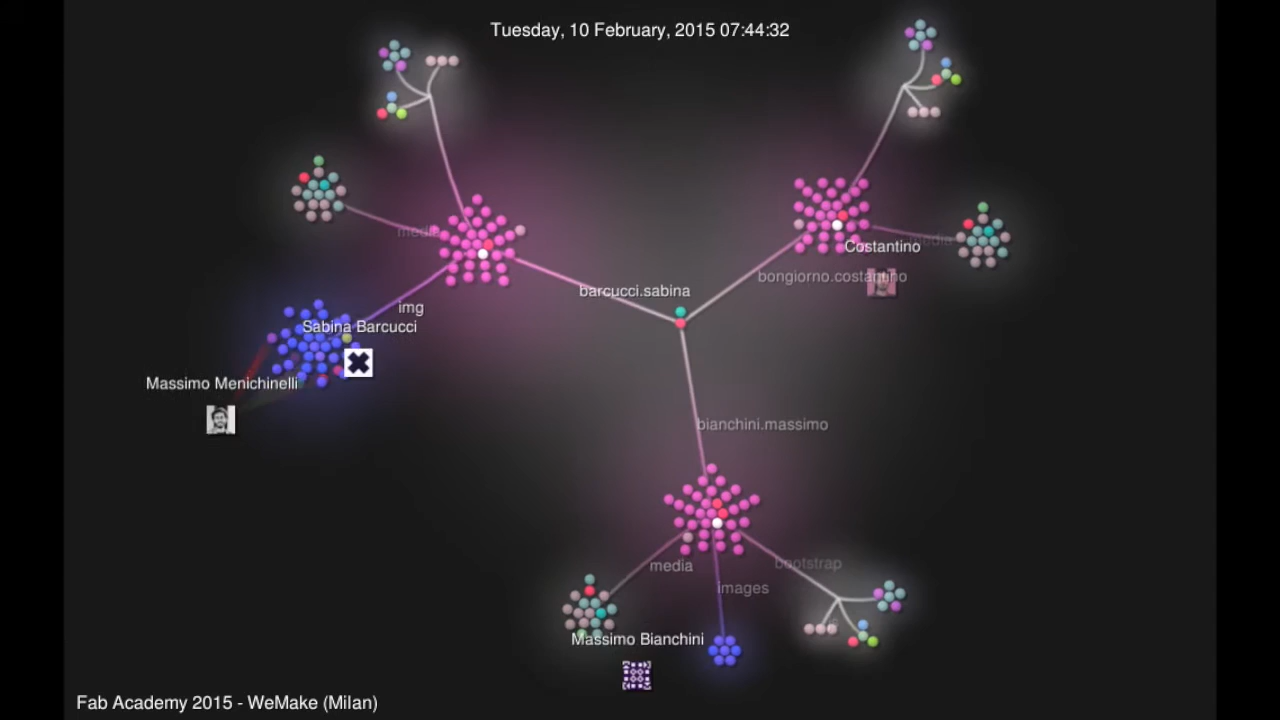 Tuesday, 10 February, 2015 07:44:32
media
media
Costantino
bongiorno.costantino
barcucci.sabina
img
Sabina Barcucci
Massimo Menichinelli
bianchini.massimo
bootstrap
media
images
Massimo Bianchini
Fab Academy 2015 - WeMake (Milan)